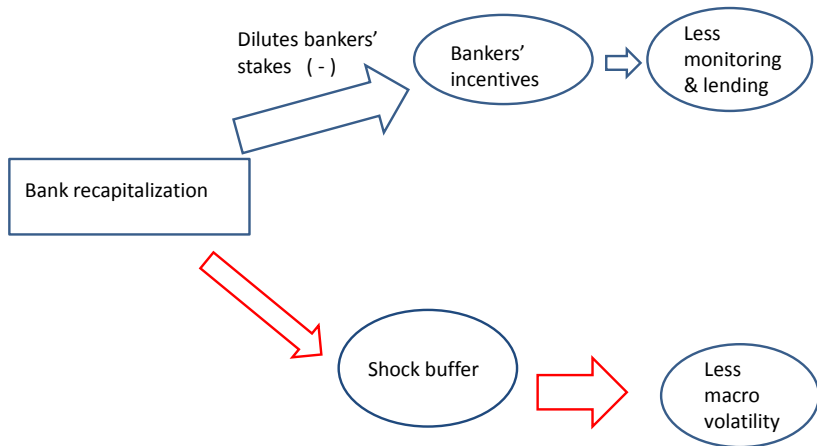 Dilutes bankers'
stakes ( - )
Bankers'
incentives
Less
monitoring
& lending
Bank recapitalization
Shock buffer
Less
macro
volatility